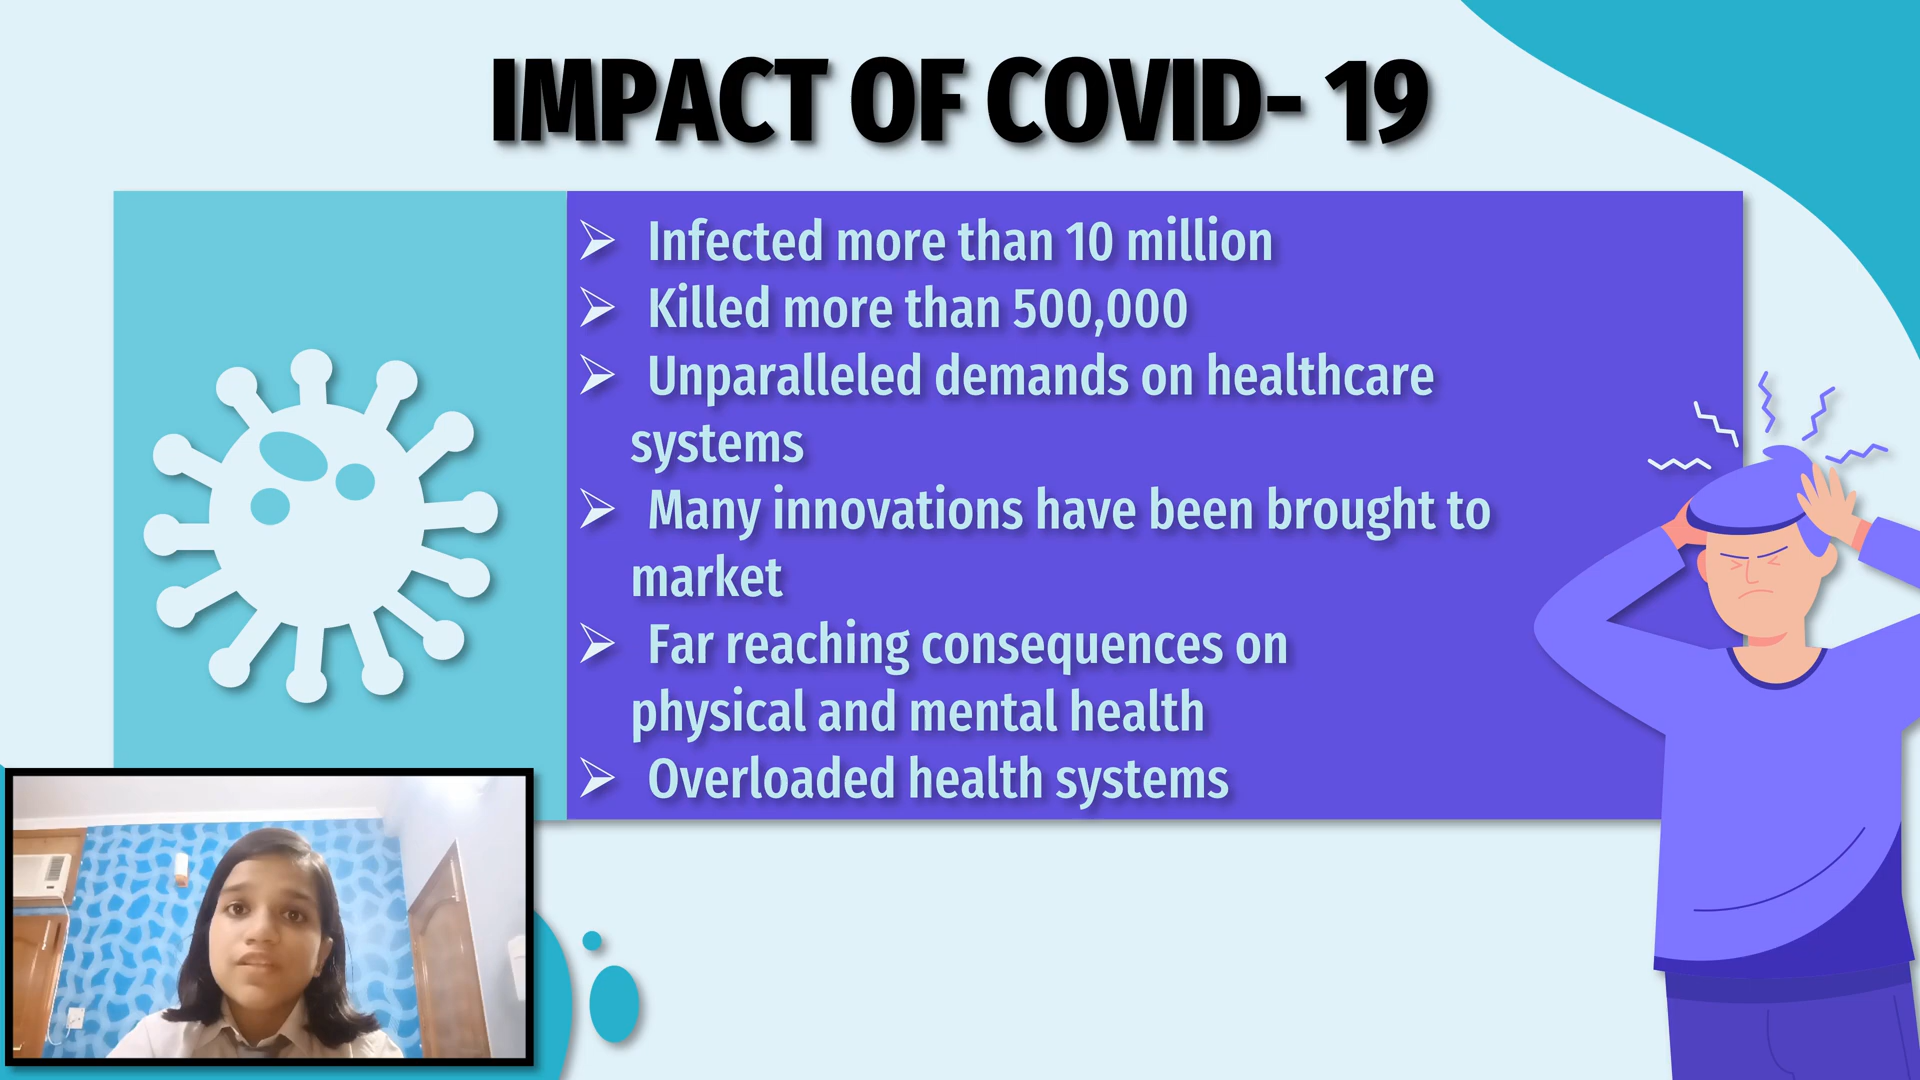 IMPACT OF COVID- 19
➢ Infected more than 10 million
➢ Killed more than 500,000
➢ Unparalleled demands on healthcare
systems
➢ Many innovations have been brought to
market
➢ Far reaching consequences on
physical and mental health
➢ Overloaded health systems